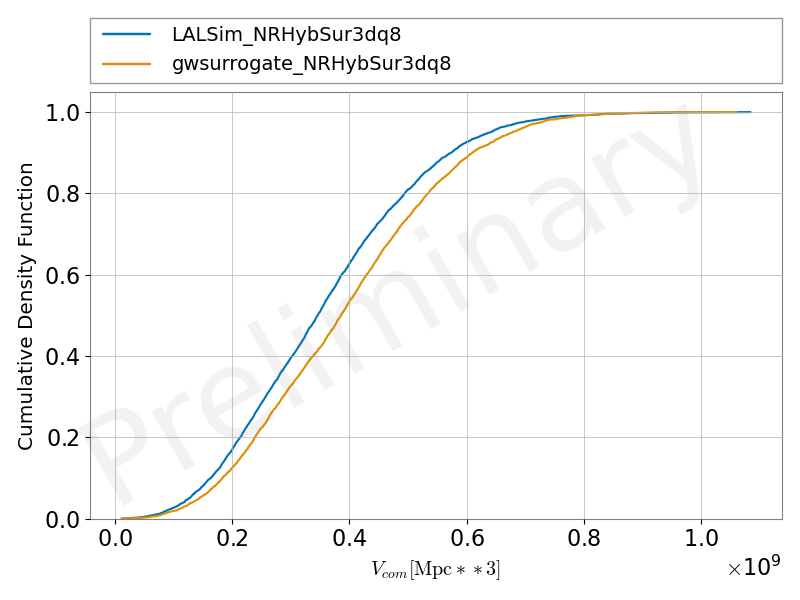 LALSim_NRHybSur3dq8
gwsurrogate_NRHybSur3dq8
1.0
0.8
0.6
0.4
0.2
0.0
Cumulative Density Function
Preliminary
0.0 0.2 0.4 0.6 0.8 1.0
×10⁹
V_com[Mpc∗∗3]